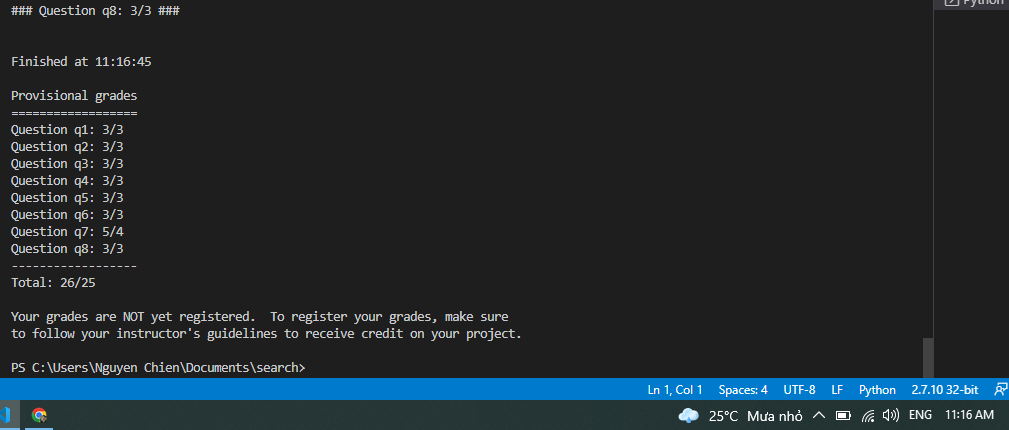 Python
### Question q8: 3/3 ###
Finished at 11:16:45
Provisional grades
==================
Question q1: 3/3
Question q2: 3/3
Question q3: 3/3
Question q4: 3/3
Question q5: 3/3
Question q6: 3/3
Question q7: 5/4
Question q8: 3/3
------------------
Total: 26/25
Your grades are NOT yet registered.  To register your grades, make sure
to follow your instructor's guidelines to receive credit on your project.
PS C:\Users\Nguyen Chien\Documents\search>
Ln 1, Col 1 Spaces: 4 UTF-8 LF Python 2.7.10 32-bit
25°C Mưa nhỏ ENG 11:16 AM